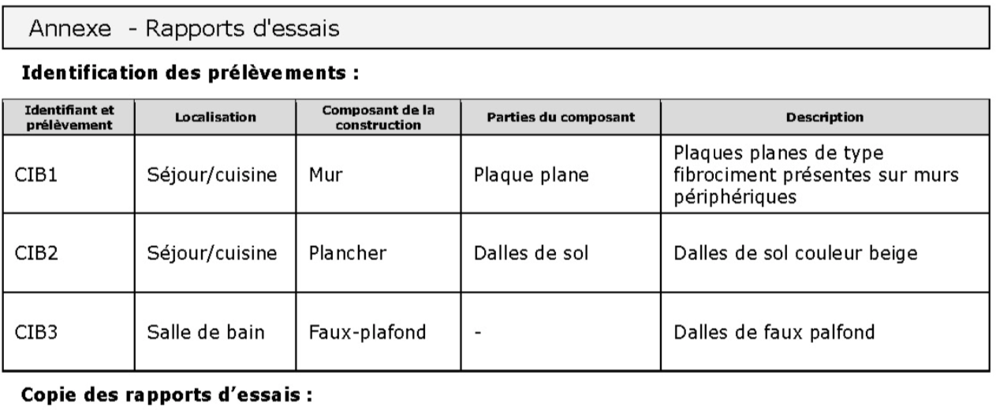 Annexe - Rapports d'essais
Identification des prélèvements :
Identifiant et prélèvement | Localisation | Composant de la construction | Parties du composant | Description
CIB1 | Séjour/cuisine | Mur | Plaque plane | Plaques planes de type fibrociment présentes sur murs périphériques
CIB2 | Séjour/cuisine | Plancher | Dalles de sol | Dalles de sol couleur beige
CIB3 | Salle de bain | Faux-plafond | - | Dalles de faux palfond
Copie des rapports d’essais :